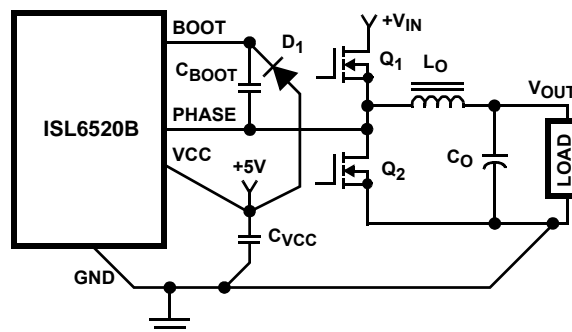 +VIN
BOOT
D1
Q1
LO
CBOOT
VOUT
PHASE
ISL6520B
VCC
+5V
Q2
CO
LOAD
CVCC
GND